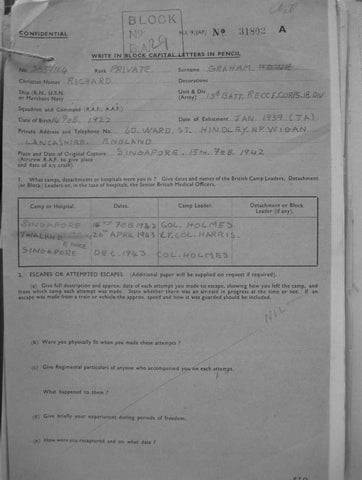 BLOCK
No
CONFIDENTIAL
M.I. 9/JAP/ No 31802 A
WRITE IN BLOCK CAPITAL LETTERS IN PENCIL
No. Rank PRIVATE Surname GRAHAM
Christian Names RICHARD Decorations
Ship (R.N., U.S.N. or Merchant Navy) Unit & Div (Army) 18th BATT. RECCE. CORPS. 18 DIV
Squadron and Command (R.A.F., A.A.F.)
Date of Birth FEB. 1922 Date of Enlistment JAN 1939 (TA)
Private Address and Telephone No. 60. WARD. ST. HINDLEY. NR WIGAN
LANCASHIRE. ENGLAND
Place and Date of Original Capture SINGAPORE. 15TH. FEB. 1942
(Aircrew R.A.F. to give place
and date of a/c crash).
1. What camps, detachments or hospitals were you in? Give dates and names of the British Camp Leaders, Detachment
(or Block) Leaders or, in the case of hospitals, the Senior British Medical Officers.
Camp or Hospital. Dates. Camp Leader. Detachment or Block
Leader (if any).
SINGAPORE FEB COL. HOLMES
THAILAND F FORCE APRIL 1943 LT. COL. HARRIS.
SINGAPORE DEC. 1943 COL. HOLMES
2. ESCAPES OR ATTEMPTED ESCAPES. (Additional paper will be supplied on request if required).
(a) Give full description and approx. date of each attempt you made to escape, showing how you left the camp, and
from which camp each attempt was made. State whether there was an air-raid in progress at the time or not. If an
escape was made from a train or vehicle the approx. speed and how it was guarded should be included.
NIL
(b) Were you physically fit when you made these attempts?
(c) Give Regimental particulars of anyone who accompanied you on each attempt.
What happened to them?
(d) Give briefly your experiences during periods of freedom.
(e) How were you recaptured and on what date?